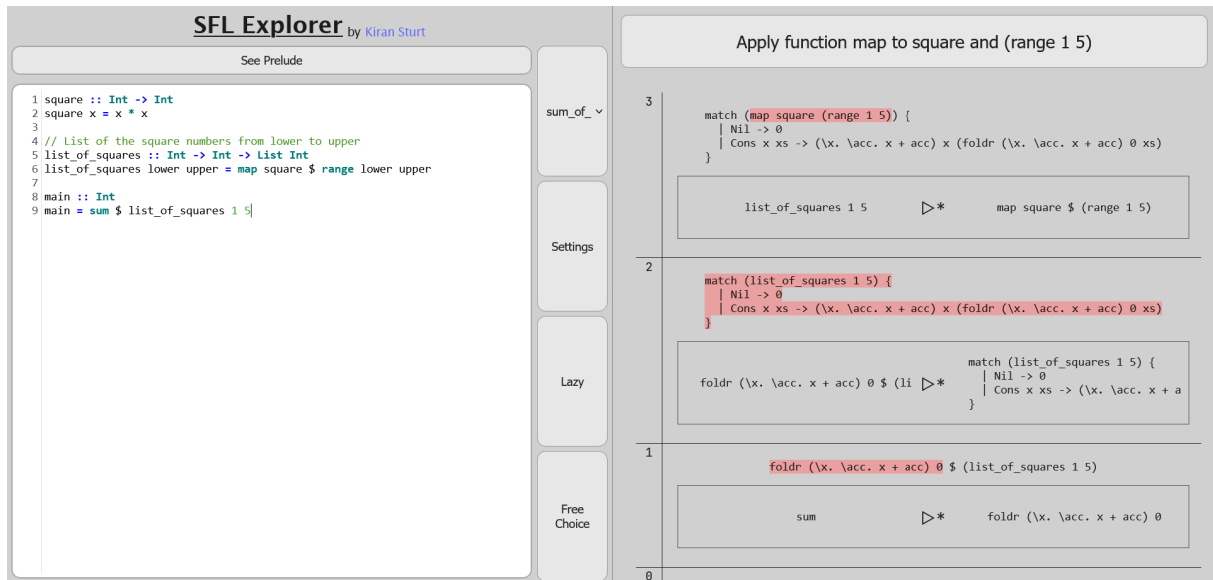 SFL Explorer by Kiran Sturt
See Prelude
1 square :: Int -> Int
2 square x = x * x
3
4 // List of the square numbers from lower to upper
5 list_of_squares :: Int -> Int -> List Int
6 list_of_squares lower upper = map square $ range lower upper
7
8 main :: Int
9 main = sum $ list_of_squares 1 5
sum_of_
Settings
Lazy
Free
Choice
Apply function map to square and (range 1 5)
3
match (map square (range 1 5)) {
| Nil -> 0
| Cons x xs -> (\x. \acc. x + acc) x (foldr (\x. \acc. x + acc) 0 xs)
}
list_of_squares 1 5 ▷* map square $ (range 1 5)
2
match (list_of_squares 1 5) {
| Nil -> 0
| Cons x xs -> (\x. \acc. x + acc) x (foldr (\x. \acc. x + acc) 0 xs)
}
foldr (\x. \acc. x + acc) 0 $ (li ▷*
match (list_of_squares 1 5) {
| Nil -> 0
| Cons x xs -> (\x. \acc. x + a
}
1
foldr (\x. \acc. x + acc) 0 $ (list_of_squares 1 5)
sum ▷* foldr (\x. \acc. x + acc) 0
0